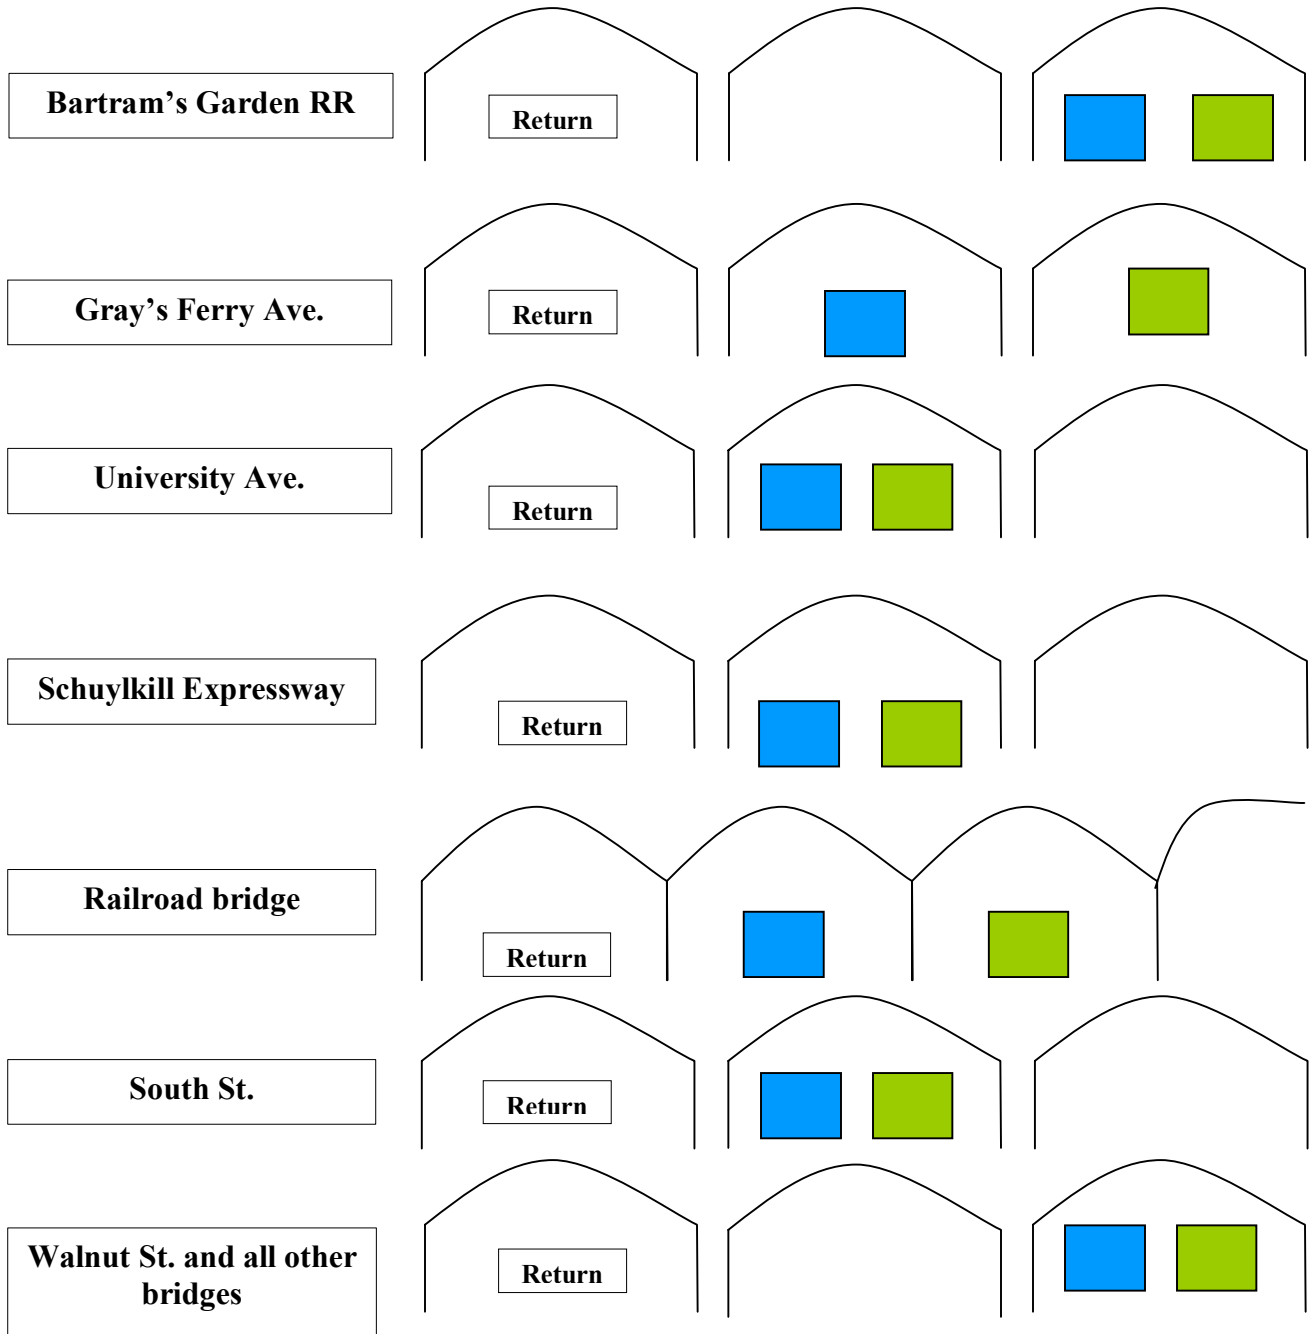 Bartram's Garden RR
Return
Gray's Ferry Ave.
Return
University Ave.
Return
Schuylkill Expressway
Return
Railroad bridge
Return
South St.
Return
Walnut St. and all other
bridges
Return